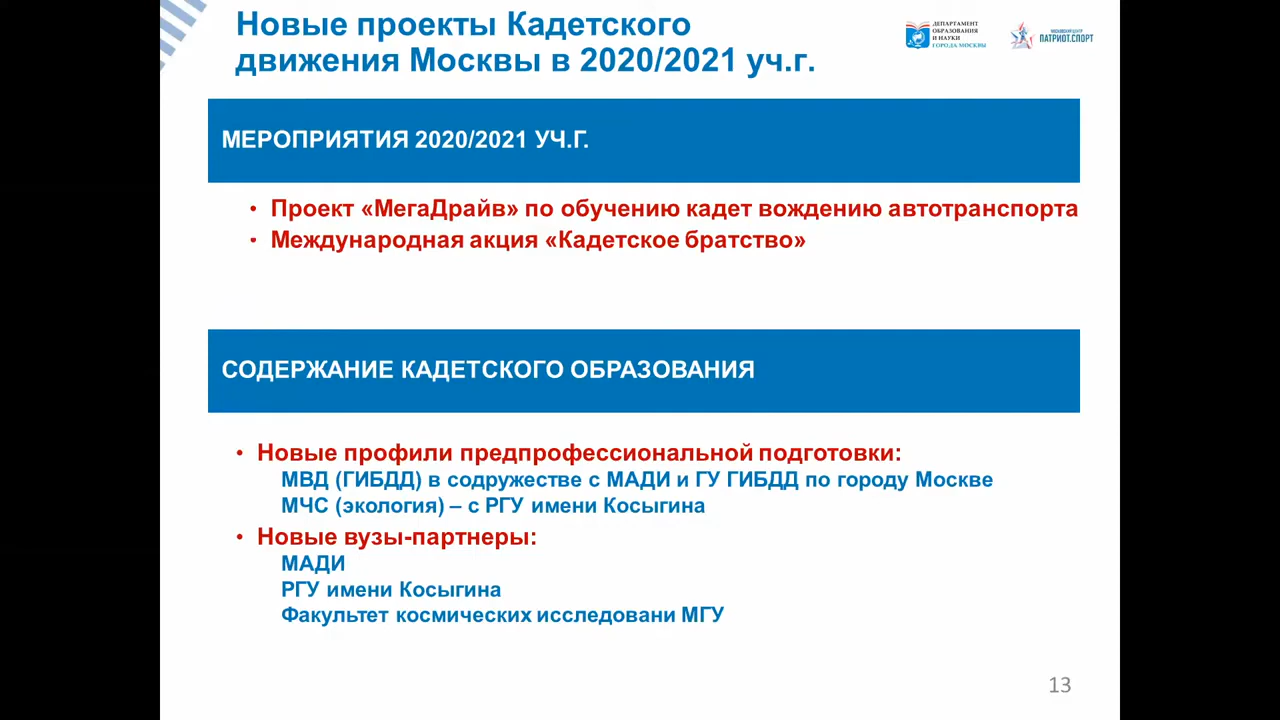 Новые проекты Кадетского
движения Москвы в 2020/2021 уч.г.
ДЕПАРТАМЕНТ
ОБРАЗОВАНИЯ
И НАУКИ
ГОРОДА МОСКВЫ
МОСКОВСКИЙ ЦЕНТР
ПАТРИОТ.СПОРТ
МЕРОПРИЯТИЯ 2020/2021 УЧ.Г.
• Проект «МегаДрайв» по обучению кадет вождению автотранспорта
• Международная акция «Кадетское братство»
СОДЕРЖАНИЕ КАДЕТСКОГО ОБРАЗОВАНИЯ
• Новые профили предпрофессиональной подготовки:
МВД (ГИБДД) в содружестве с МАДИ и ГУ ГИБДД по городу Москве
МЧС (экология) – с РГУ имени Косыгина
• Новые вузы-партнеры:
МАДИ
РГУ имени Косыгина
Факультет космических исследовани МГУ
13